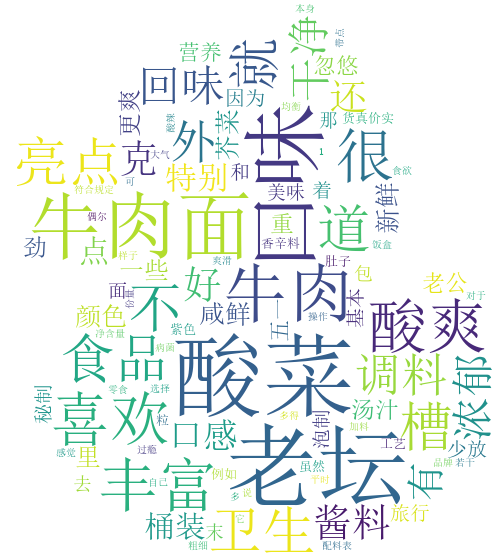 本身
带点
净
营养
就
忽悠
干
回味
因为
均衡
更爽
酸辣
那
货真价实
外
芥菜
味
还
很
亮点
克
大气
1
特别
和
美味
着
新鲜
食欲
符合规定
可
牛肉面
口
道
偶尔
重
饭盒
香辛料
劲
点
样子
爽滑
肚子
一些
好
牛肉
包
老公
面
份量
不
咸鲜
一
基本
对于
颜色
紫色
五
操作
酸爽
净含量
食品
酸菜
调料
浓郁
病菌
秘制
零食
选择
汤汁
槽
喜欢
粒
多得
泡制
加料
口感
老坛
工艺
少放
里
感觉
过瘾
有
品牌
若干
去
丰富
例如
自己
虽然
平时
多
说
桶装
末
卫生
它
酱料
旅行
粗细
配料表